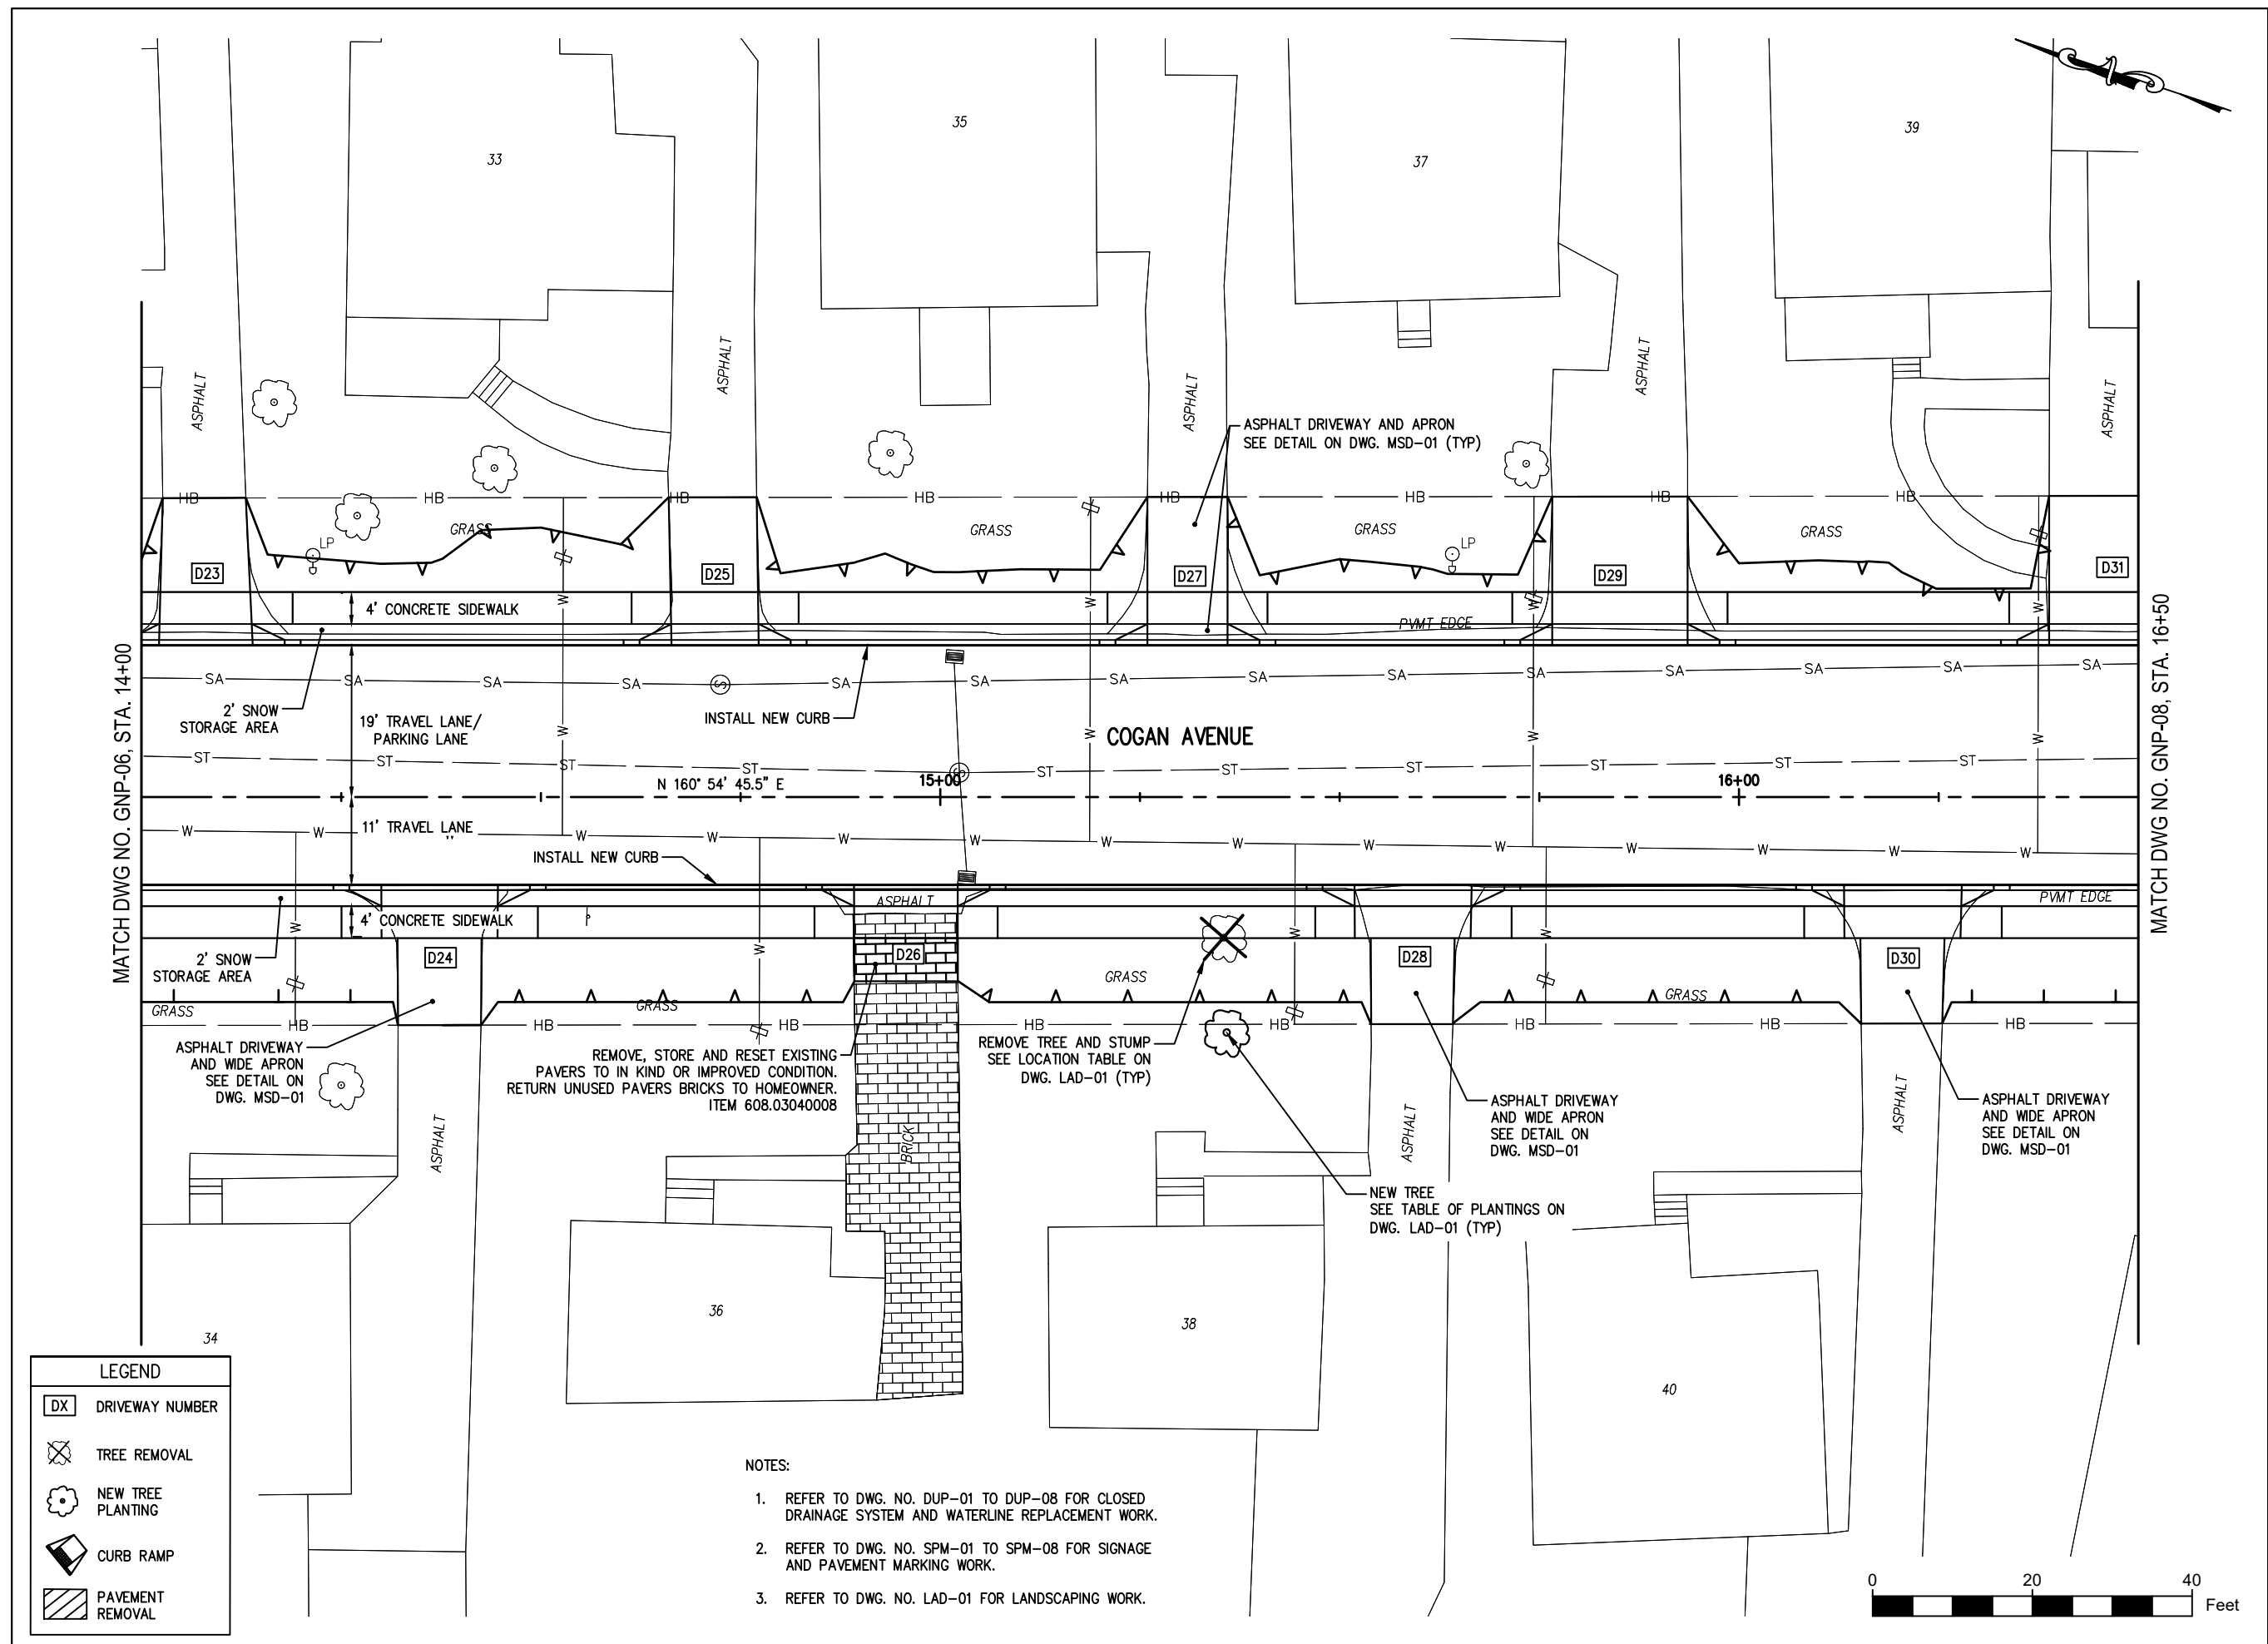 33
35
37
39
ASPHALT
ASPHALT
ASPHALT
ASPHALT
ASPHALT
ASPHALT DRIVEWAY AND APRON
SEE DETAIL ON DWG. MSD-01 (TYP)
HB HB HB HB HB HB HB HB
GRASS GRASS GRASS GRASS
LP LP
D23 D25 D27 D29 D31
4' CONCRETE SIDEWALK
W W W W
PVMT EDGE
MATCH DWG NO. GNP-06, STA. 14+00
MATCH DWG NO. GNP-08, STA. 16+50
SA SA SA SA SA SA SA SA SA SA SA SA SA SA
S
2' SNOW
STORAGE AREA
19' TRAVEL LANE/
PARKING LANE
INSTALL NEW CURB
W W W W
COGAN AVENUE
ST ST ST ST ST ST ST ST ST ST
S
N 160° 54' 45.5" E
15+00
16+00
11' TRAVEL LANE
W W W W W W W W W W W W W W
INSTALL NEW CURB
ASPHALT
PVMT EDGE
4' CONCRETE SIDEWALK
W W W W
2' SNOW
STORAGE AREA
D24 D26 D28 D30
GRASS GRASS GRASS GRASS
HB HB HB HB HB HB HB HB
ASPHALT DRIVEWAY
AND WIDE APRON
SEE DETAIL ON
DWG. MSD-01
REMOVE, STORE AND RESET EXISTING
PAVERS TO IN KIND OR IMPROVED CONDITION.
RETURN UNUSED PAVERS BRICKS TO HOMEOWNER.
ITEM 608.03040008
REMOVE TREE AND STUMP
SEE LOCATION TABLE ON
DWG. LAD-01 (TYP)
ASPHALT DRIVEWAY
AND WIDE APRON
SEE DETAIL ON
DWG. MSD-01
ASPHALT DRIVEWAY
AND WIDE APRON
SEE DETAIL ON
DWG. MSD-01
ASPHALT
BRICK
ASPHALT
ASPHALT
NEW TREE
SEE TABLE OF PLANTINGS ON
DWG. LAD-01 (TYP)
34
36
38
40
LEGEND
DX DRIVEWAY NUMBER
TREE REMOVAL
NEW TREE
PLANTING
CURB RAMP
PAVEMENT
REMOVAL
NOTES:
1. REFER TO DWG. NO. DUP-01 TO DUP-08 FOR CLOSED
DRAINAGE SYSTEM AND WATERLINE REPLACEMENT WORK.
2. REFER TO DWG. NO. SPM-01 TO SPM-08 FOR SIGNAGE
AND PAVEMENT MARKING WORK.
3. REFER TO DWG. NO. LAD-01 FOR LANDSCAPING WORK.
0 20 40
Feet